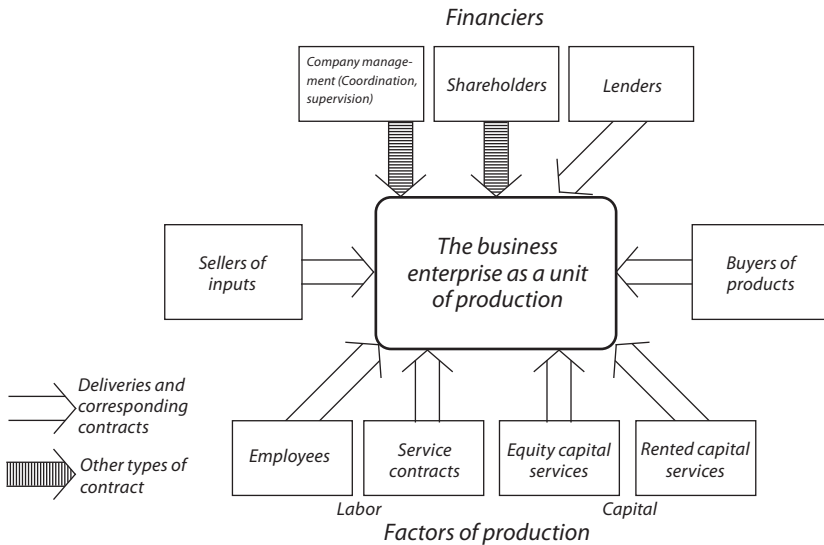 Financiers
Company manage-
ment (Coordination,
supervision)
Shareholders
Lenders
Sellers of
inputs
The business
enterprise as a unit
of production
Buyers of
products
Deliveries and
corresponding
contracts
Other types of
contract
Employees
Service
contracts
Equity capital
services
Rented capital
services
Labor
Capital
Factors of production